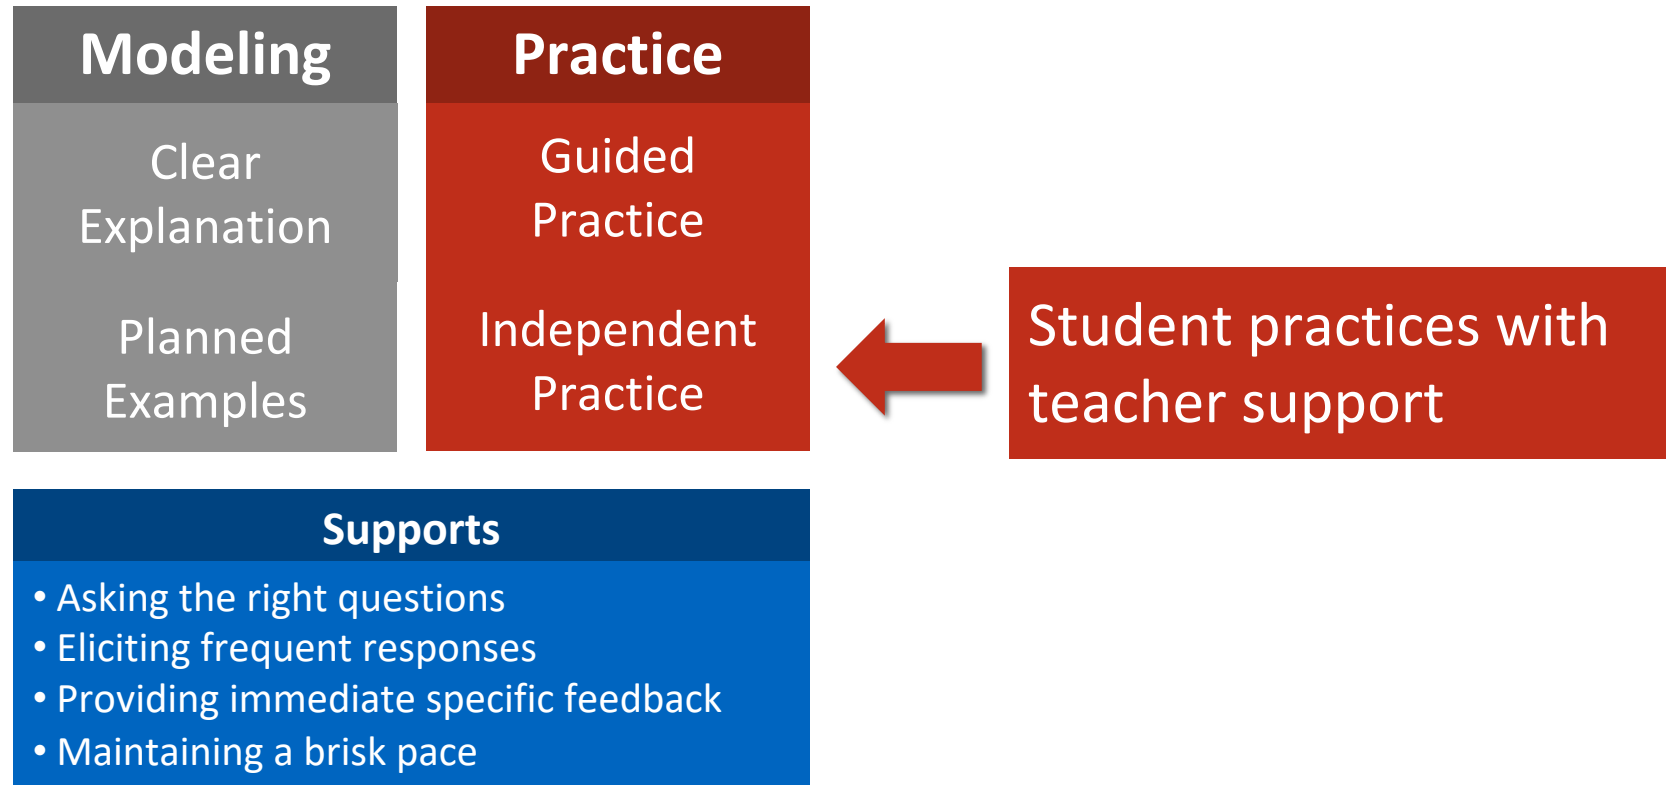 Modeling
Clear
Explanation
Planned
Examples
Practice
Guided
Practice
Independent
Practice
Student practices with
teacher support
Supports
• Asking the right questions
• Eliciting frequent responses
• Providing immediate specific feedback
• Maintaining a brisk pace